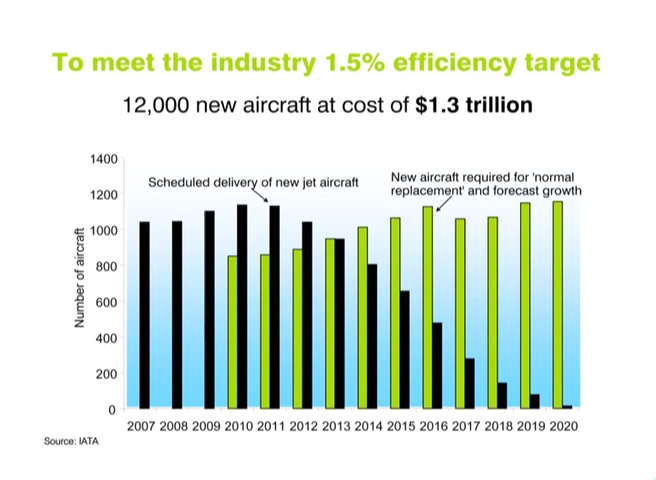 To meet the industry 1.5% efficiency target
12,000 new aircraft at cost of $1.3 trillion
Scheduled delivery of new jet aircraft
New aircraft required for 'normal
replacement' and forecast growth
Number of aircraft
1400
1200
1000
800
600
400
200
0
2007 2008 2009 2010 2011 2012 2013 2014 2015 2016 2017 2018 2019 2020
Source: IATA